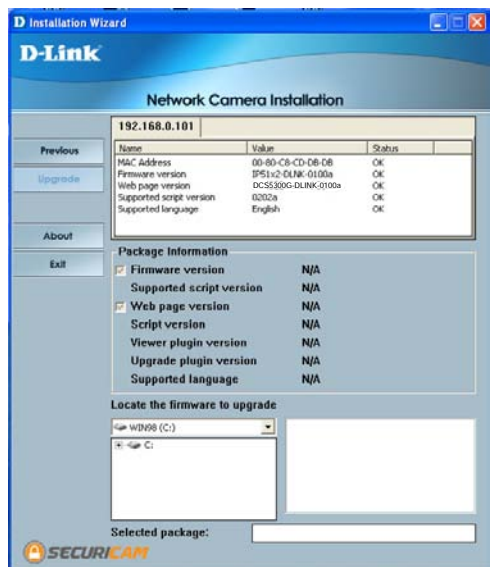 D Installation Wizard
D-Link
Network Camera Installation
192.168.0.101
Previous
Upgrade
About
Exit
Name Value Status
MAC Address 00-80-C8-CD-DB-DB OK
Firmware version IP51x2-DLNK-0100a OK
Web page version DCS5300G-DLINK-0100a OK
Supported script version 0202a OK
Supported language English OK
Package Information
Firmware version N/A
Supported script version N/A
Web page version N/A
Script version N/A
Viewer plugin version N/A
Upgrade plugin version N/A
Supported language N/A
Locate the firmware to upgrade
WIN98 (C:)
C:
Selected package:
SECURICAM